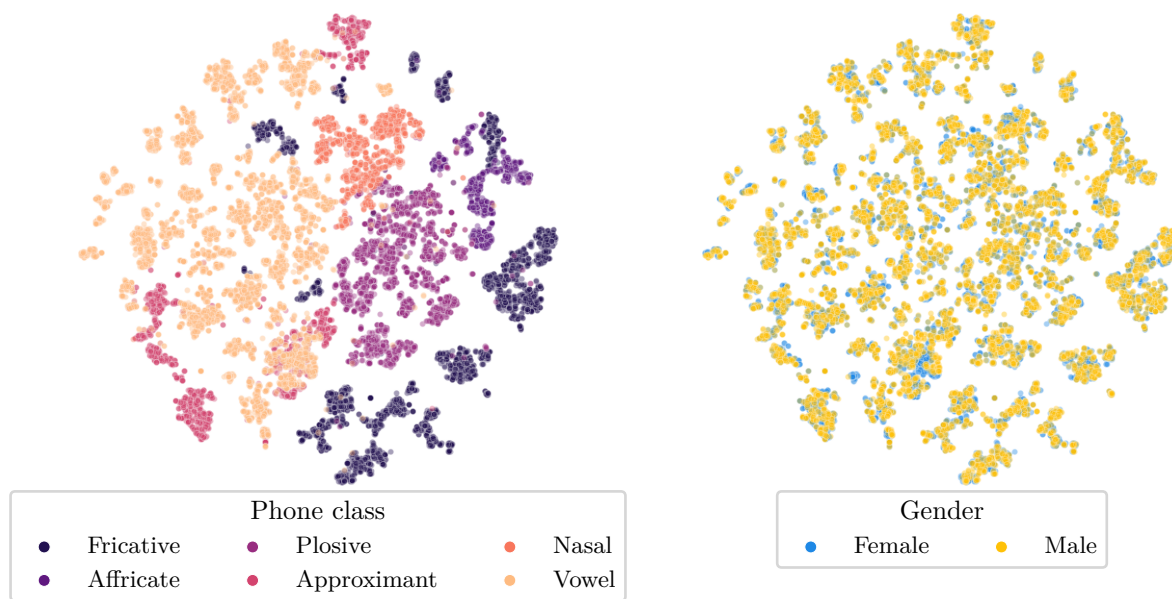 Phone class
Fricative Plosive Nasal
Affricate Approximant Vowel
Gender
Female Male